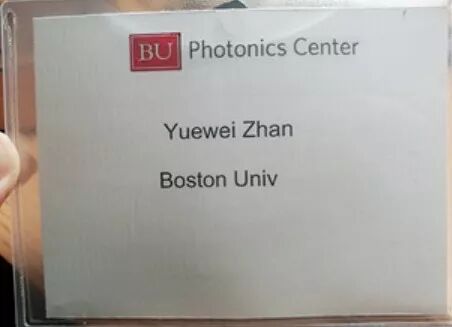 BU Photonics Center
Yuewei Zhan
Boston Univ